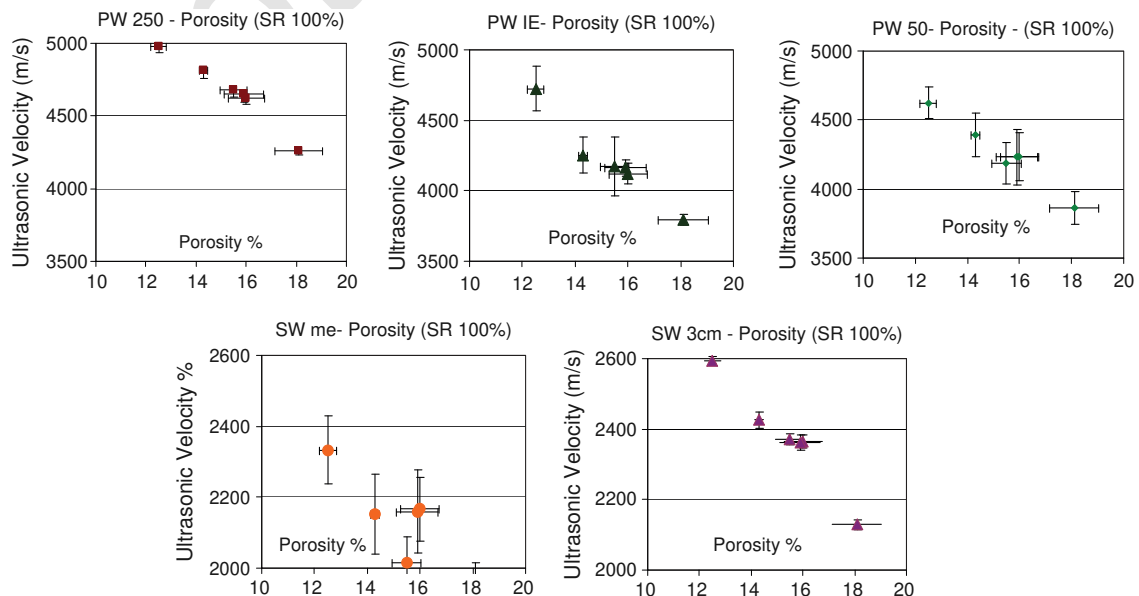 PW 250 - Porosity (SR 100%)
Ultrasonic Velocity (m/s)
5000
4500
4000
3500
Porosity %
10 12 14 16 18 20
PW IE- Porosity (SR 100%)
Ultrasonic Velocity (m/s)
5000
4500
4000
3500
Porosity %
10 12 14 16 18 20
PW 50- Porosity - (SR 100%)
Ultrasonic Velocity (m/s)
5000
4500
4000
3500
Porosity %
10 12 14 16 18 20
SW me- Porosity (SR 100%)
Ultrasonic Velocity %
2600
2400
2200
2000
Porosity %
10 12 14 16 18 20
SW 3cm - Porosity (SR 100%)
Ultrasonic Velocity (m/s)
2600
2400
2200
2000
Porosity %
10 12 14 16 18 20